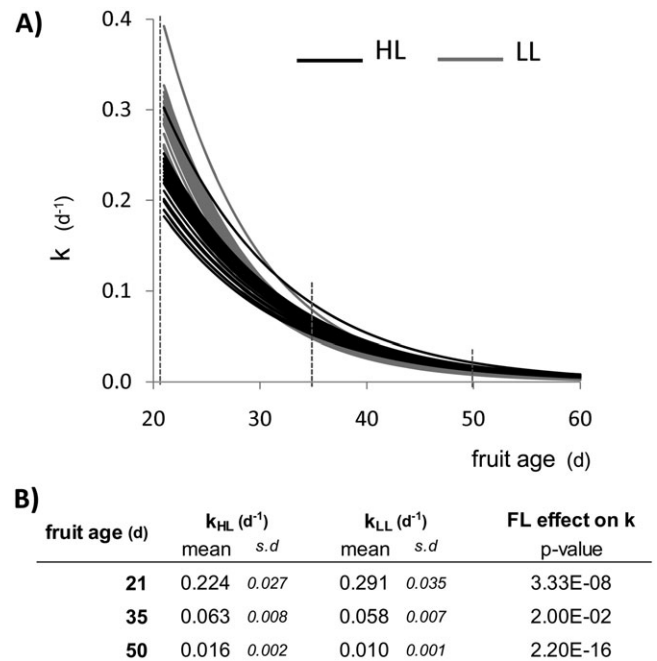 A)
HL LL
0.4
0.3
0.2
0.1
0.0
k (d-1)
20 30 40 50 60
fruit age (d)
B)
fruit age (d) kHL (d-1) kLL (d-1) FL effect on k
mean s.d mean s.d p-value
21 0.224 0.027 0.291 0.035 3.33E-08
35 0.063 0.008 0.058 0.007 2.00E-02
50 0.016 0.002 0.010 0.001 2.20E-16